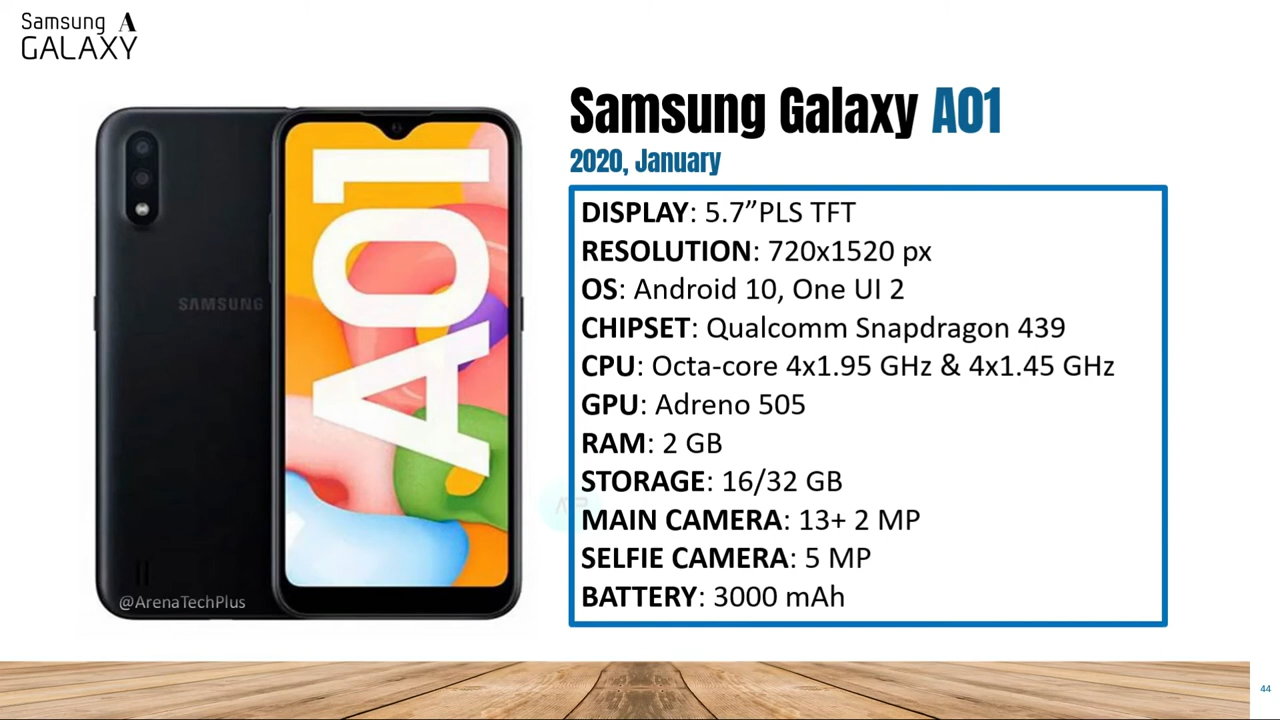 Samsung A
GALAXY
Samsung Galaxy A01
2020, January
DISPLAY: 5.7”PLS TFT
RESOLUTION: 720x1520 px
OS: Android 10, One UI 2
CHIPSET: Qualcomm Snapdragon 439
CPU: Octa-core 4x1.95 GHz & 4x1.45 GHz
GPU: Adreno 505
RAM: 2 GB
STORAGE: 16/32 GB
MAIN CAMERA: 13+ 2 MP
SELFIE CAMERA: 5 MP
BATTERY: 3000 mAh
SAMSUNG
A01
@ArenaTechPlus
44